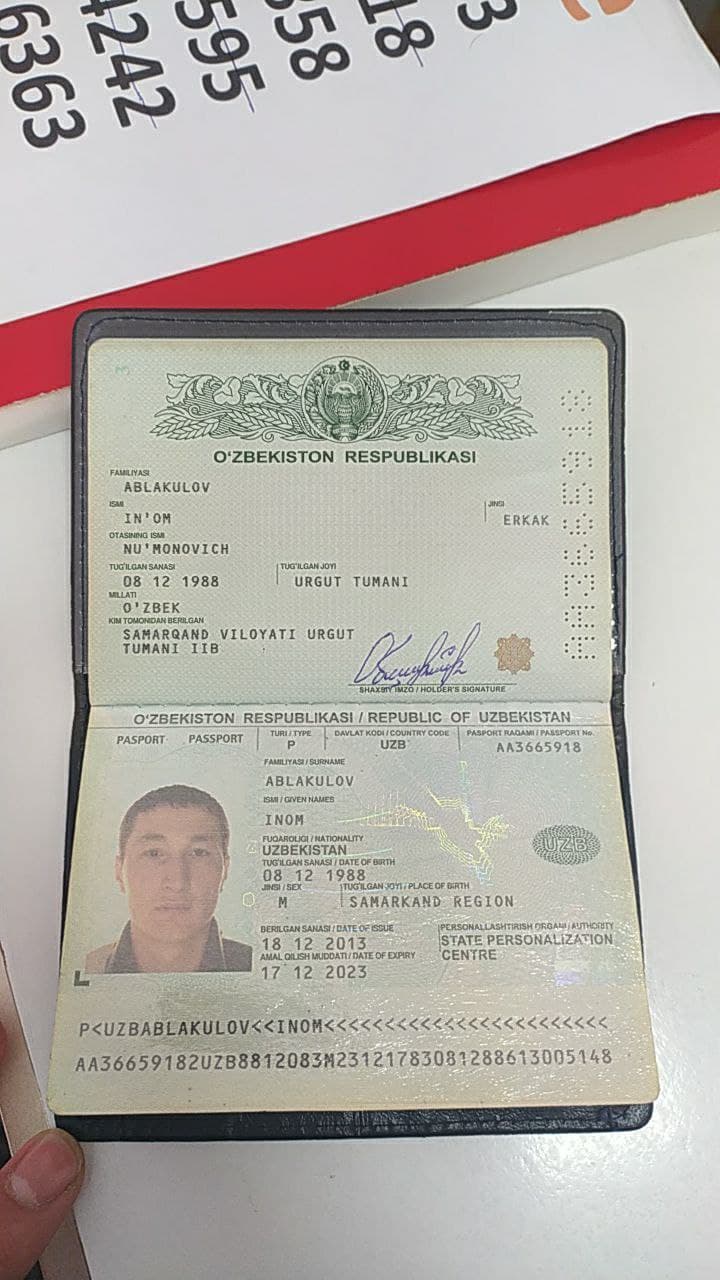 6363
4242
595
358
18
3
O'ZBEKISTON RESPUBLIKASI
FAMILIYASI
ABLAKULOV
ISMI
IN'OM
JINSI
ERKAK
OTASINING ISMI
NU'MONOVICH
TUG'ILGAN SANASI
08 12 1988
TUG'ILGAN JOYI
URGUT TUMANI
MILLATI
O'ZBEK
KIM TOMONIDAN BERILGAN
SAMARQAND VILOYATI URGUT
TUMANI IIB
SHAXSIY IMZO / HOLDER'S SIGNATURE
AA3665918
O'ZBEKISTON RESPUBLIKASI / REPUBLIC OF UZBEKISTAN
PASPORT PASSPORT
TURI / TYPE
P
DAVLAT KODI / COUNTRY CODE
UZB
PASPORT RAQAMI / PASSPORT No.
AA3665918
FAMILIYASI / SURNAME
ABLAKULOV
ISMI / GIVEN NAMES
INOM
FUQAROLIGI / NATIONALITY
UZBEKISTAN
UZB
TUG'ILGAN SANASI / DATE OF BIRTH
08 12 1988
JINSI / SEX
M
TUG'ILGAN JOYI / PLACE OF BIRTH
SAMARKAND REGION
BERILGAN SANASI / DATE OF ISSUE
18 12 2013
PERSONALLASHTIRISH ORGANI / AUTHORITY
STATE PERSONALIZATION
CENTRE
AMAL QILISH MUDDATI / DATE OF EXPIRY
17 12 2023
P<UZBABLAKULOV<<INOM<<<<<<<<<<<<<<<<<<<<<<<<
AA36659182UZB8812083M23121783081288613005148